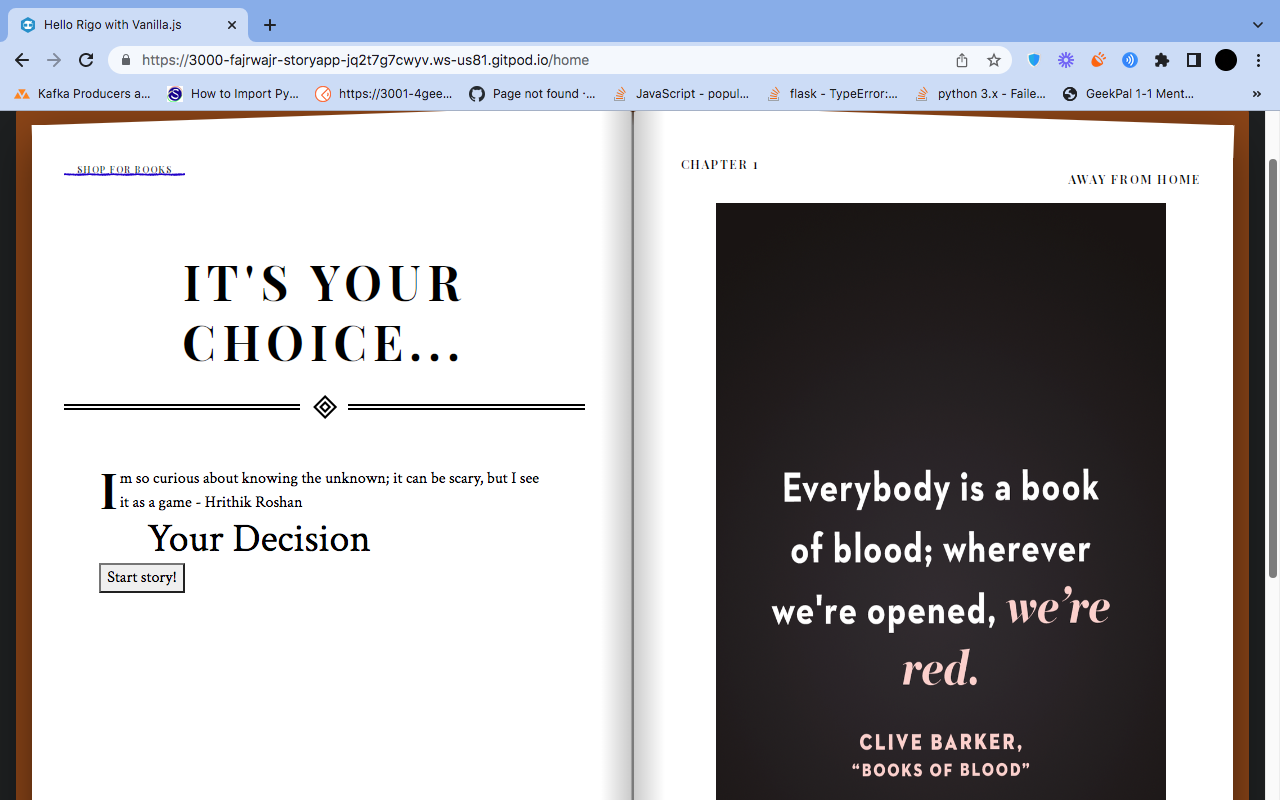 Hello Rigo with Vanilla.js
https://3000-fajrwajr-storyapp-jq2t7g7cwyv.ws-us81.gitpod.io/home
Kafka Producers a...
How to Import Py...
https://3001-4gee...
Page not found ·...
JavaScript - popul...
flask - TypeError:...
python 3.x - Faile...
GeekPal 1-1 Ment...
»
SHOP FOR BOOKS
IT'S YOUR
CHOICE...
Im so curious about knowing the unknown; it can be scary, but I see
it as a game - Hrithik Roshan
Your Decision
Start story!
CHAPTER 1
AWAY FROM HOME
Everybody is a book
of blood; wherever
we're opened, we’re
red.
CLIVE BARKER,
“BOOKS OF BLOOD”